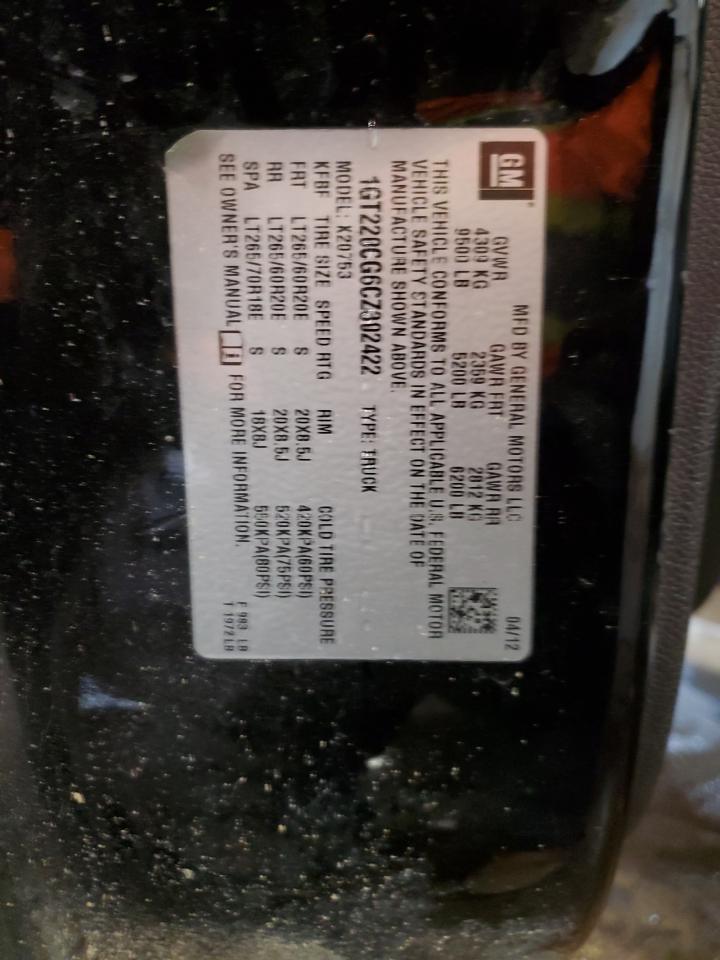 GM
MFD BY GENERAL MOTORS LLC 04/12
GVWR GAWR FRT GAWR RR
4309 KG 2359 KG 2812 KG
9500 LB 5200 LB 6200 LB
THIS VEHICLE CONFORMS TO ALL APPLICABLE U.S. FEDERAL MOTOR
VEHICLE SAFETY STANDARDS IN EFFECT ON THE DATE OF
MANUFACTURE SHOWN ABOVE.
1GT220CG6CZ302422 TYPE: TRUCK
MODEL: X20753
KFBF TIRE SIZE SPEED RTG RIM COLD TIRE PRESSURE
FRT LT265/60R20E S 20X8.5J 420KPA(60PSI)
RR LT265/60R20E S 20X8.5J 520KPA(75PSI)
SPA LT265/70R18E S 18X8J 550KPA(80PSI)
SEE OWNER'S MANUAL FOR MORE INFORMATION.
F 983 LB
T 1972LB